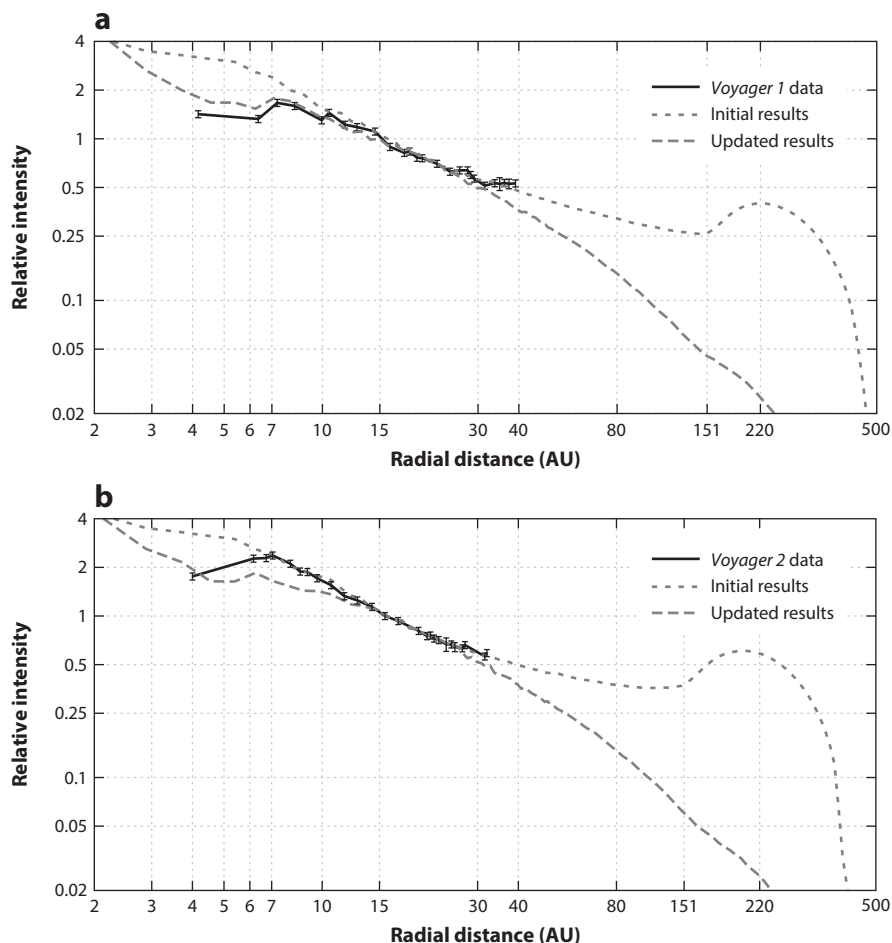 a
4
2
1
0.5
0.25
0.1
0.05
0.02
Relative intensity
Voyager 1 data
Initial results
Updated results
2 3 4 5 6 7 10 15 30 40 80 151 220 500
Radial distance (AU)
b
4
2
1
0.5
0.25
0.1
0.05
0.02
Relative intensity
Voyager 2 data
Initial results
Updated results
2 3 4 5 6 7 10 15 30 40 80 151 220 500
Radial distance (AU)